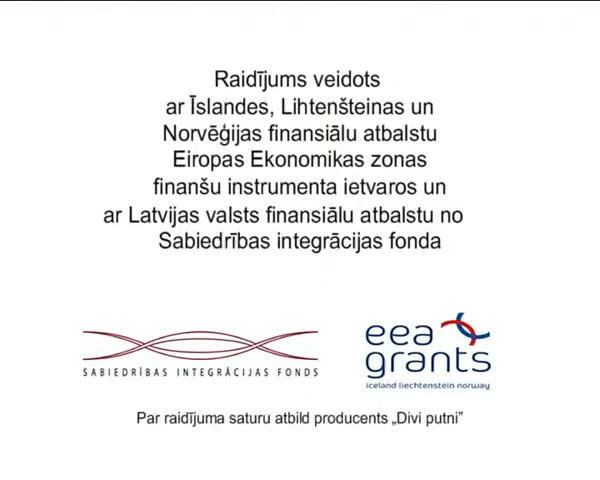 Raidījums veidots
ar Īslandes, Lihtenšteinas un
Norvēģijas finansiālu atbalstu
Eiropas Ekonomikas zonas
finanšu instrumenta ietvaros un
ar Latvijas valsts finansiālu atbalstu no
Sabiedrības integrācijas fonda
SABIEDRĪBAS INTEGRĀCIJAS FONDS
eea
grants
iceland liechtenstein norway
Par raidījuma saturu atbild producents „Divi putni”